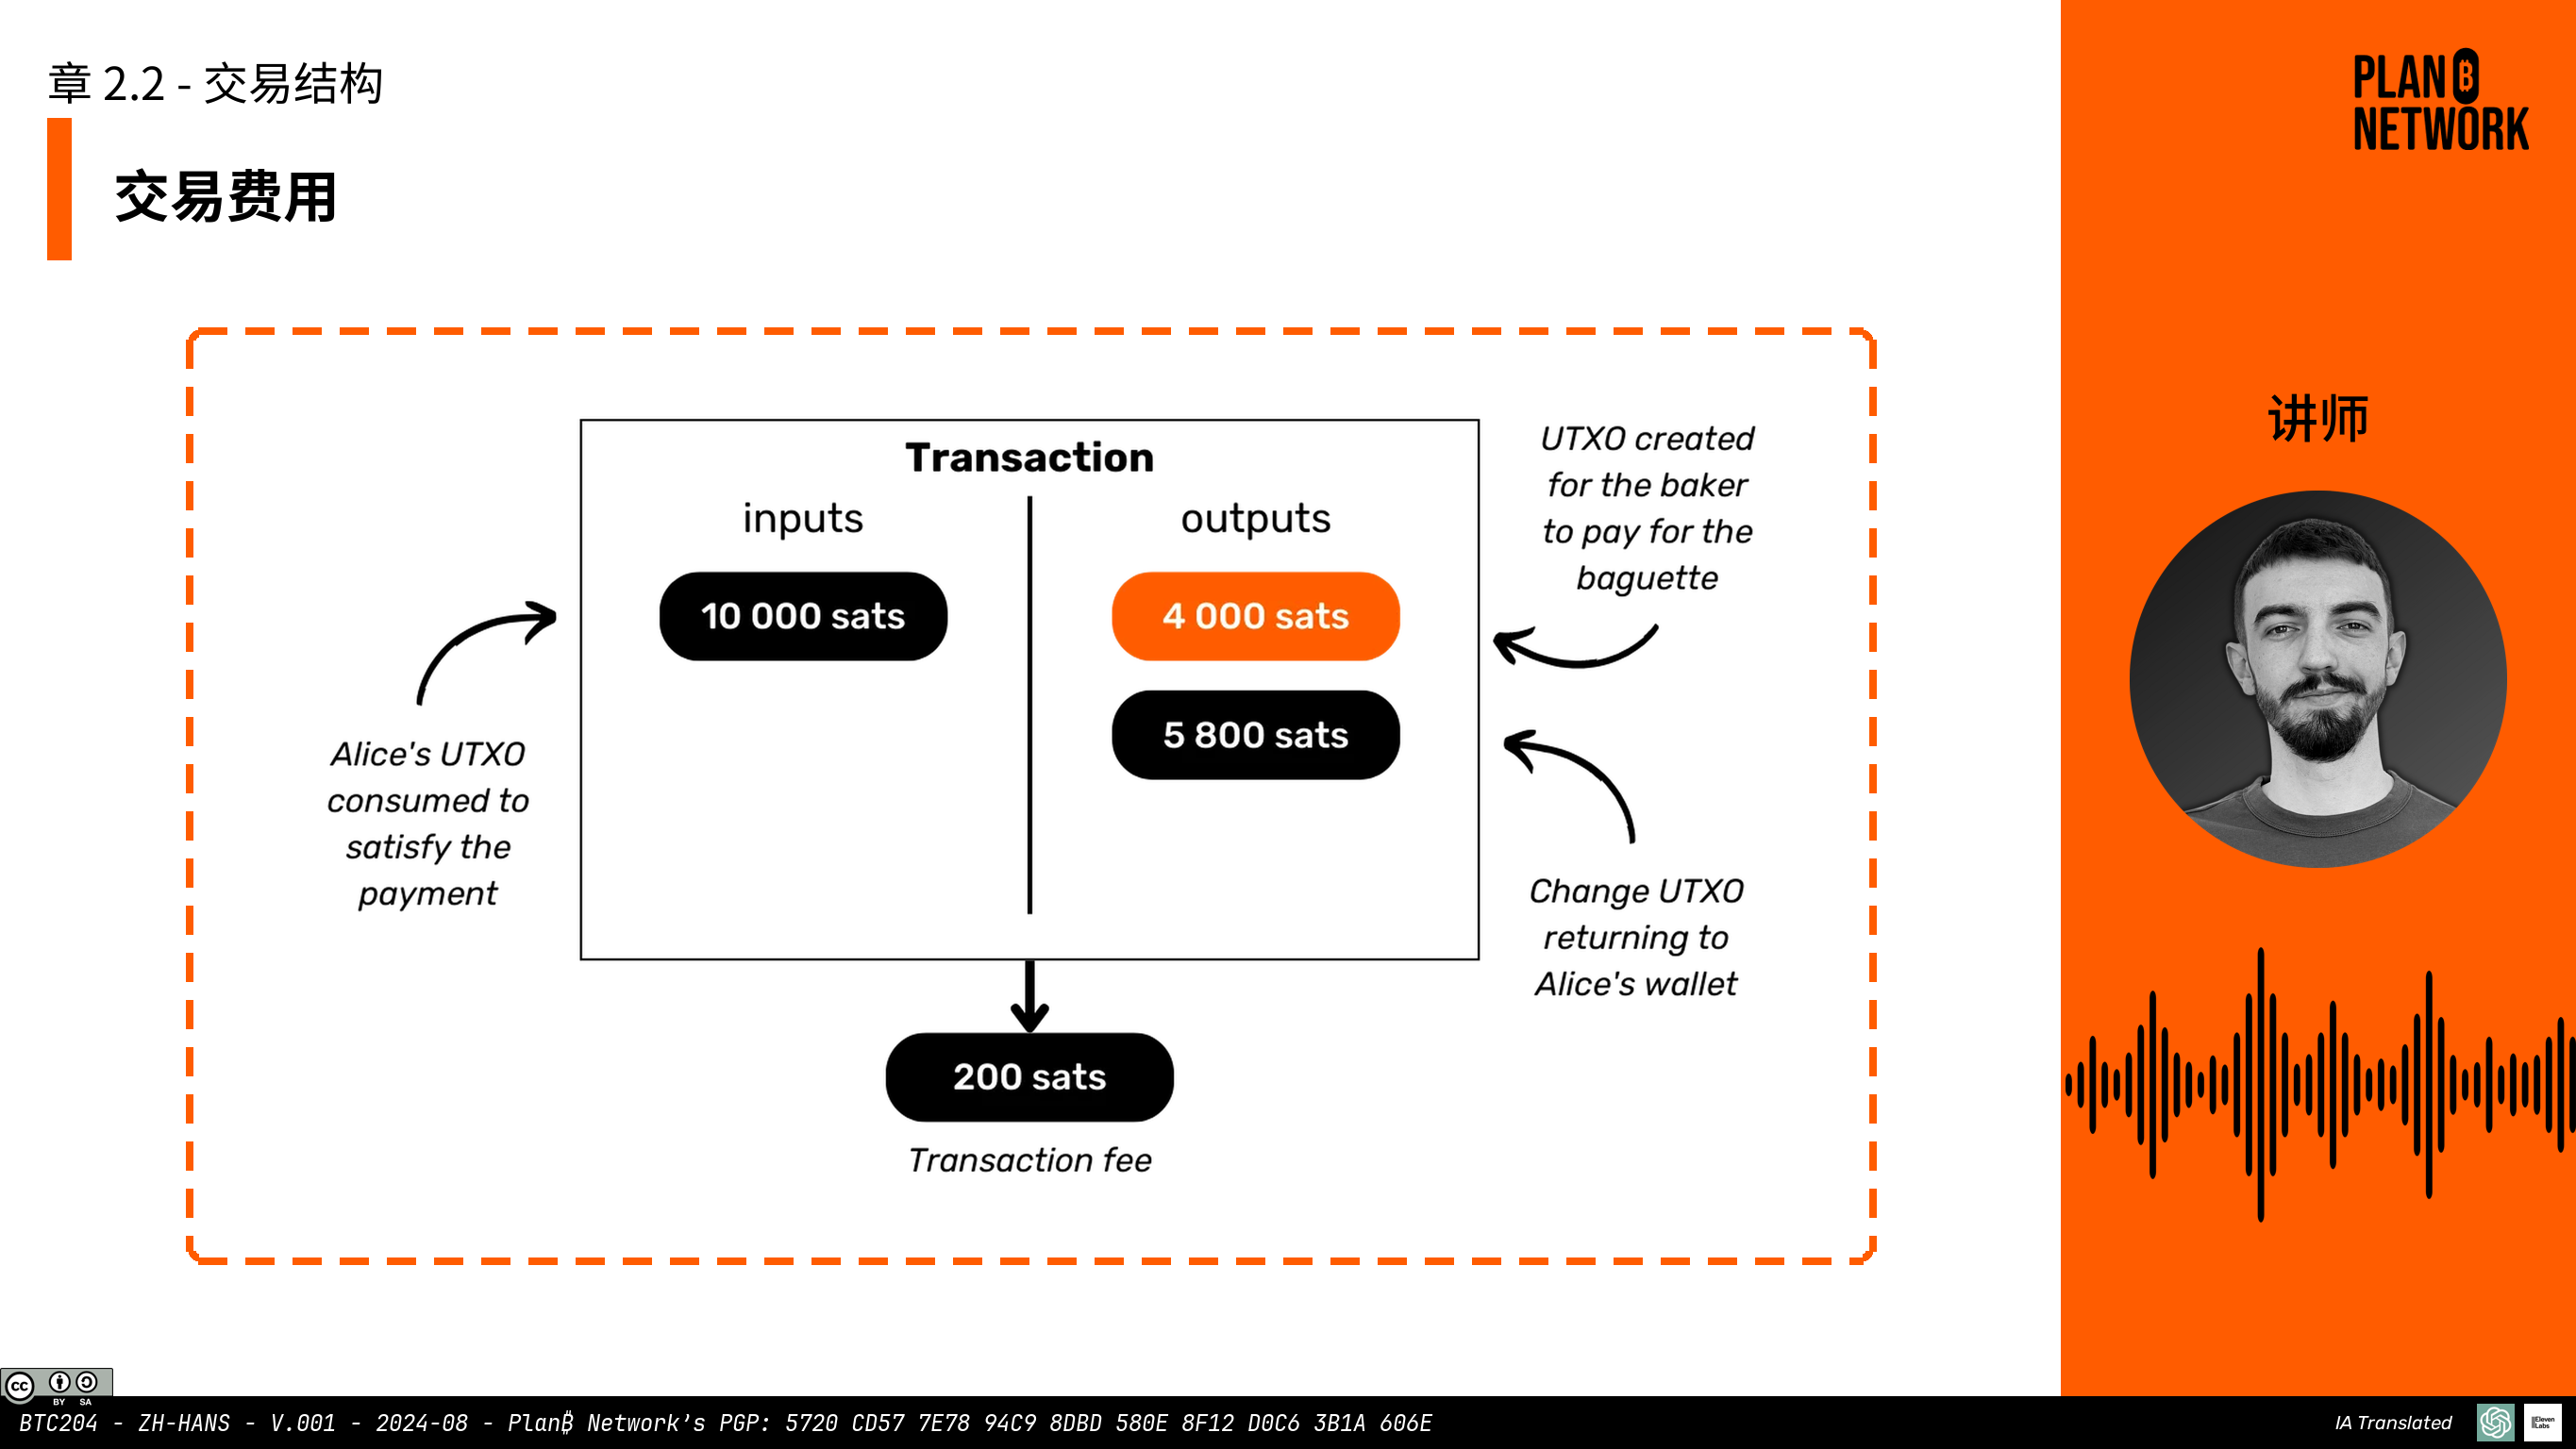 章 2.2 - 交易结构
交易费用
PLAN ₿
NETWORK
讲师
Transaction
inputs
outputs
10 000 sats
4 000 sats
5 800 sats
200 sats
Transaction fee
Alice's UTXO
consumed to
satisfy the
payment
UTXO created
for the baker
to pay for the
baguette
Change UTXO
returning to
Alice's wallet
cc
BY SA
BTC204 - ZH-HANS - V.001 - 2024-08 - Plan₿ Network's PGP: 5720 CD57 7E78 94C9 8DBD 580E 8F12 D0C6 3B1A 606E
IA Translated
IIElevenLabs